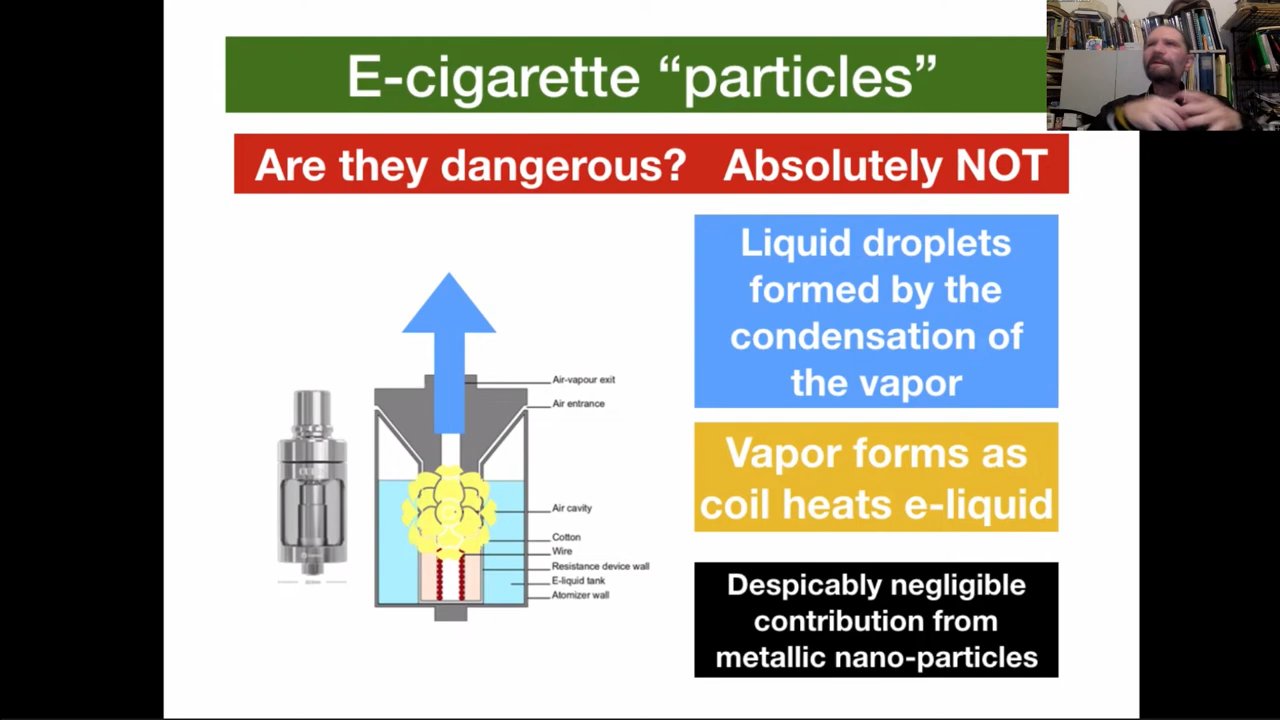 E-cigarette “particles”
Are they dangerous? Absolutely NOT
Liquid droplets
formed by the
condensation of
the vapor
Vapor forms as
coil heats e-liquid
Despicably negligible
contribution from
metallic nano-particles
Air-vapour exit
Air entrance
Air cavity
Cotton
Wire
Resistance device wall
E-liquid tank
Atomizer wall